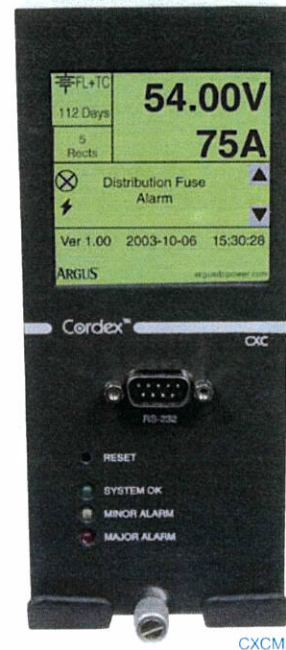 FL+TC
54.00V
112 Days
5
Rects
75A
Distribution Fuse
Alarm
Ver 1.00 2003-10-06 15:30:28
ARGUS
argusdcpower.com
Cordex™
CXC
RS-232
RESET
SYSTEM OK
MINOR ALARM
MAJOR ALARM
CXCM